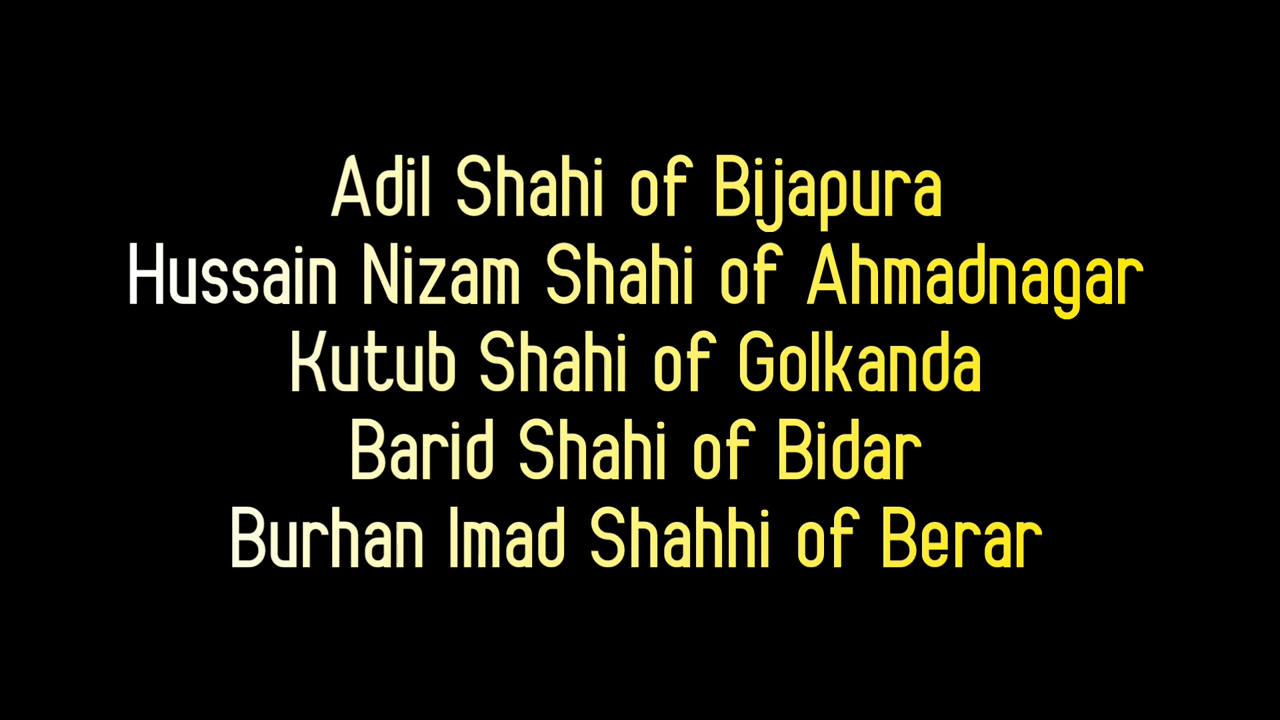 Adil Shahi of Bijapura
Hussain Nizam Shahi of Ahmadnagar
Kutub Shahi of Golkanda
Barid Shahi of Bidar
Burhan Imad Shahhi of Berar